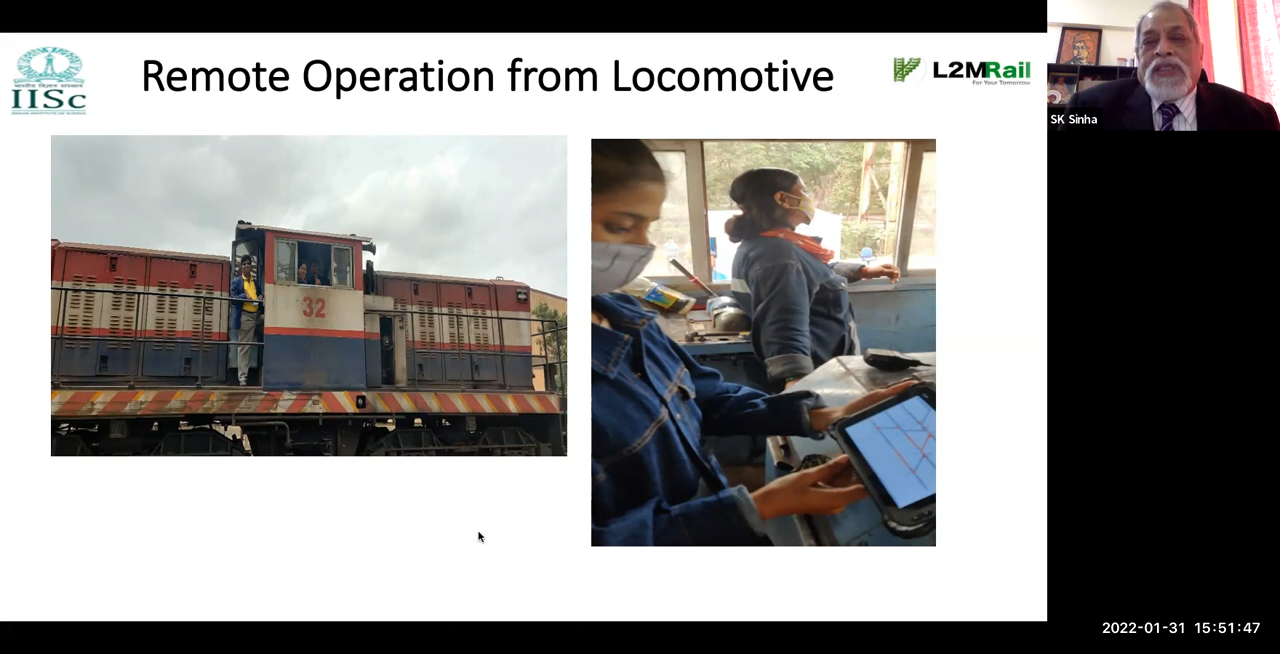 Remote Operation from Locomotive
IISc
L2MRail
For Your Tomorrow
SK Sinha
32
2022-01-31 15:51:47